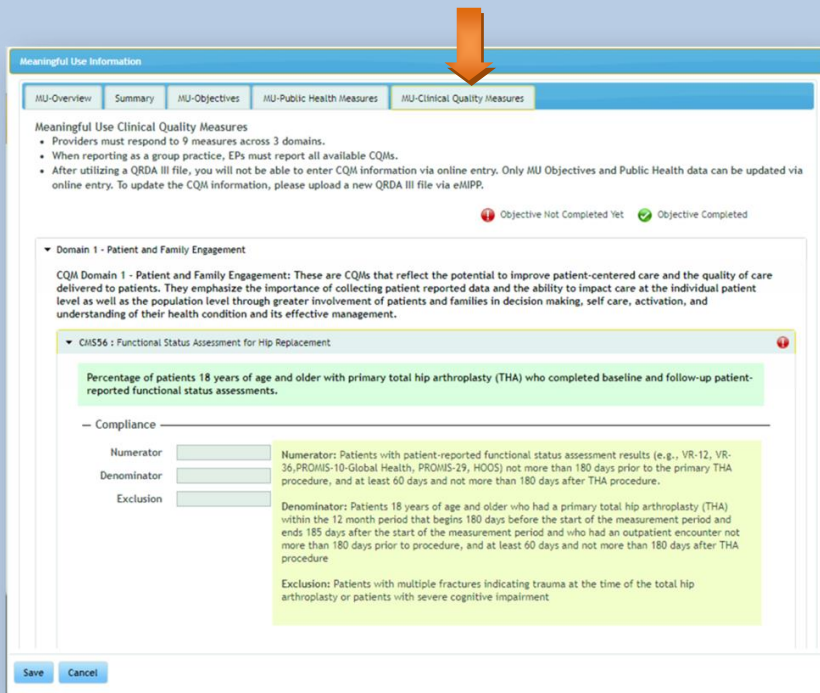 Meaningful Use Information
MU-Overview Summary MU-Objectives MU-Public Health Measures MU-Clinical Quality Measures
Meaningful Use Clinical Quality Measures
• Providers must respond to 9 measures across 3 domains.
• When reporting as a group practice, EPs must report all available CQMs.
• After utilizing a QRDA III file, you will not be able to enter CQM information via online entry. Only MU Objectives and Public Health data can be updated via
online entry. To update the CQM information, please upload a new QRDA III file via eMIPP.
Objective Not Completed Yet Objective Completed
Domain 1 - Patient and Family Engagement
CQM Domain 1 - Patient and Family Engagement: These are CQMs that reflect the potential to improve patient-centered care and the quality of care
delivered to patients. They emphasize the importance of collecting patient reported data and the ability to impact care at the individual patient
level as well as the population level through greater involvement of patients and families in decision making, self care, activation, and
understanding of their health condition and its effective management.
CMS56 : Functional Status Assessment for Hip Replacement
Percentage of patients 18 years of age and older with primary total hip arthroplasty (THA) who completed baseline and follow-up patient-
reported functional status assessments.
Compliance
Numerator
Denominator
Exclusion
Numerator: Patients with patient-reported functional status assessment results (e.g., VR-12, VR-
36,PROMIS-10-Global Health, PROMIS-29, HOOS) not more than 180 days prior to the primary THA
procedure, and at least 60 days and not more than 180 days after THA procedure.
Denominator: Patients 18 years of age and older who had a primary total hip arthroplasty (THA)
within the 12 month period that begins 180 days before the start of the measurement period and
ends 185 days after the start of the measurement period and who had an outpatient encounter not
more than 180 days prior to procedure, and at least 60 days and not more than 180 days after THA
procedure
Exclusion: Patients with multiple fractures indicating trauma at the time of the total hip
arthroplasty or patients with severe cognitive impairment
Save Cancel